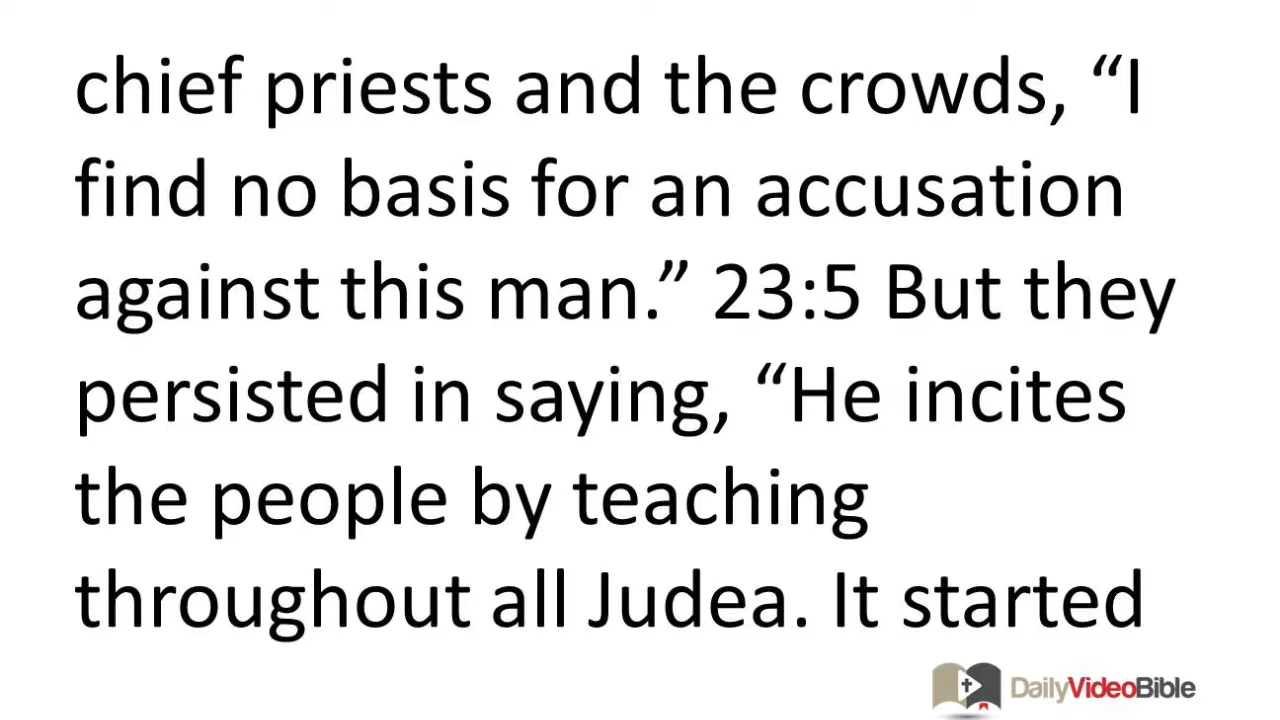 chief priests and the crowds, “I
find no basis for an accusation
against this man.” 23:5 But they
persisted in saying, “He incites
the people by teaching
throughout all Judea. It started
DailyVideoBible